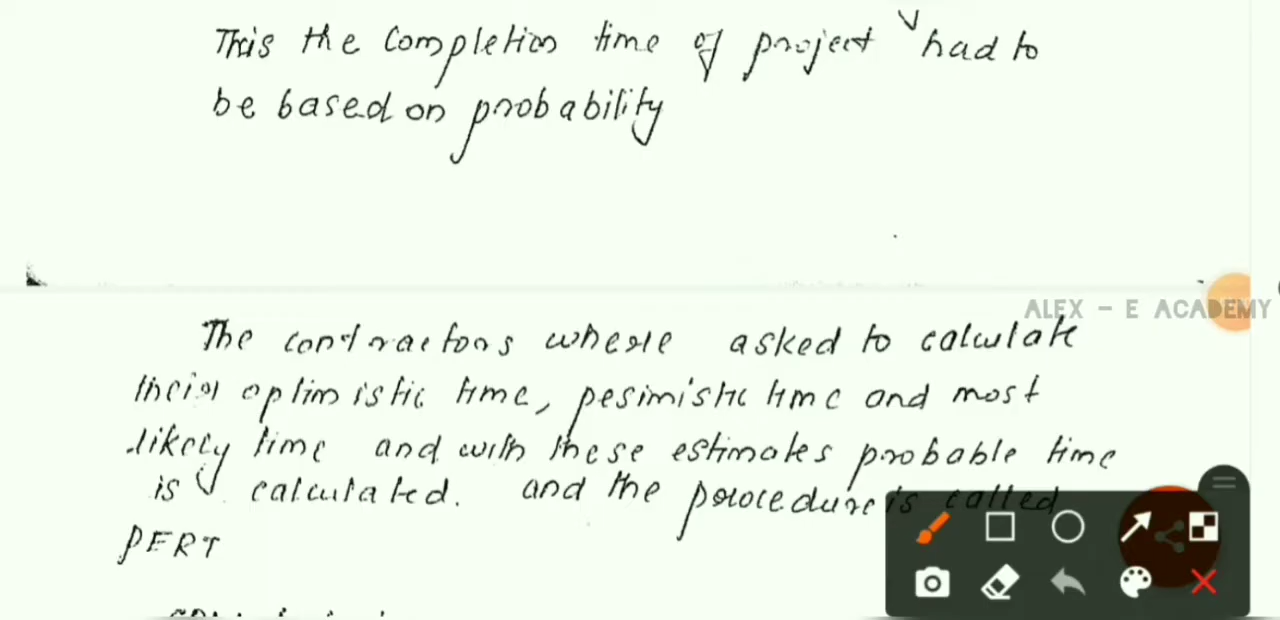 This the completion time of project had to
be based on probability
ALEX - E ACADEMY
The contractors where asked to calculate
their optimistic time, pesimistic time and most
likely time and with these estimates probable time
is calculated. and the procedure is called
PERT